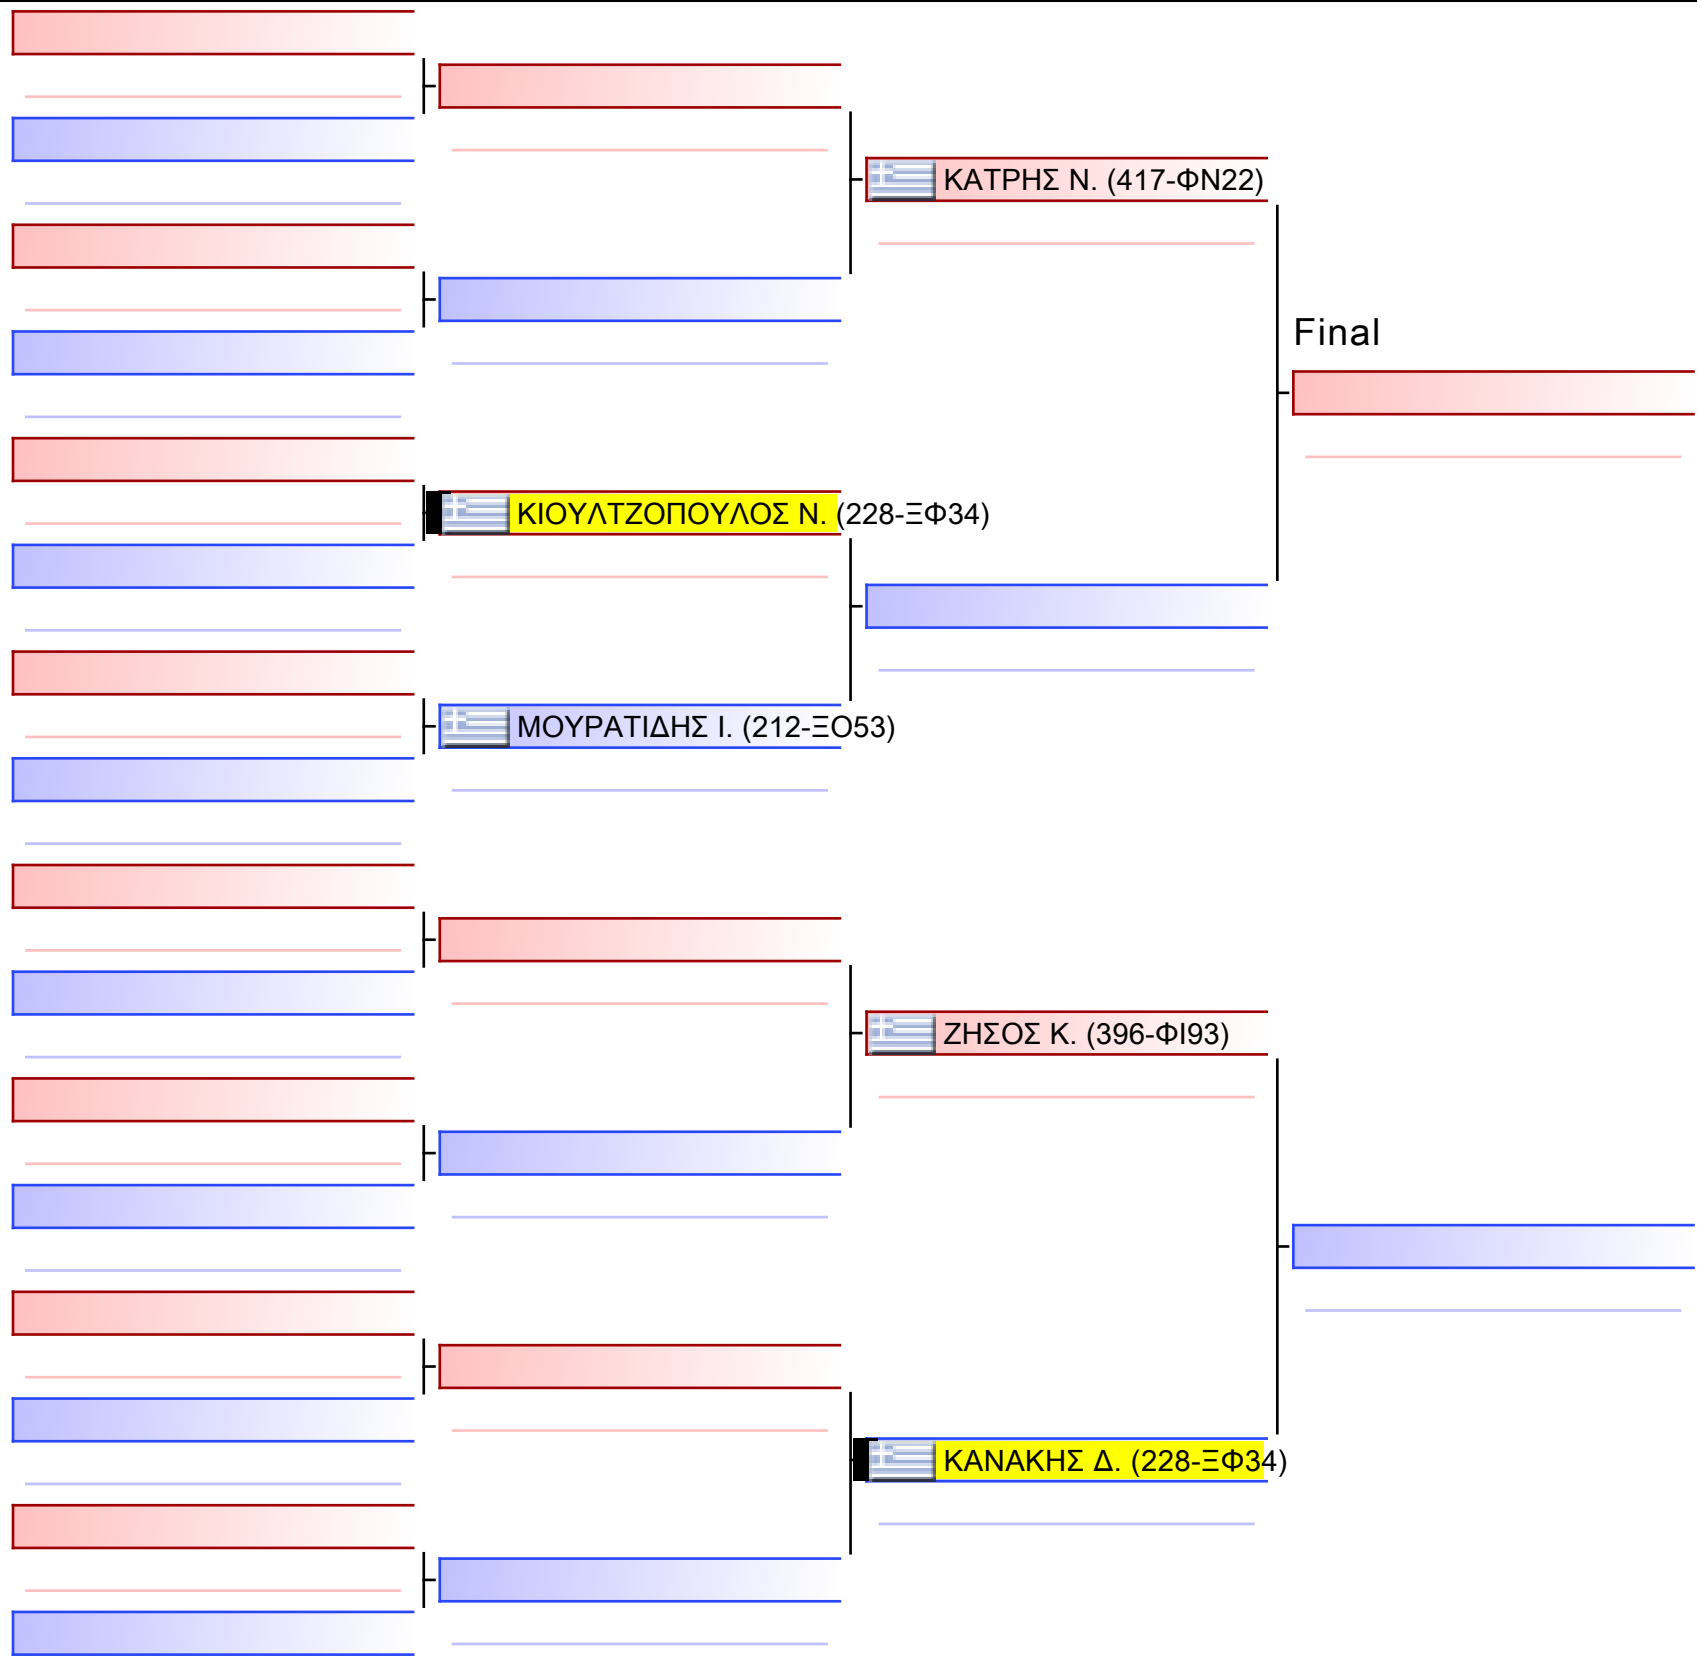 ΚΑΤΡΗΣ Ν. (417-ΦΝ22)
Final
ΚΙΟΥΛΤΖΟΠΟΥΛΟΣ Ν. (228-ΞΦ34)
ΜΟΥΡΑΤΙΔΗΣ Ι. (212-ΞΟ53)
ΖΗΣΟΣ Κ. (396-ΦΙ93)
ΚΑΝΑΚΗΣ Δ. (228-ΞΦ34)